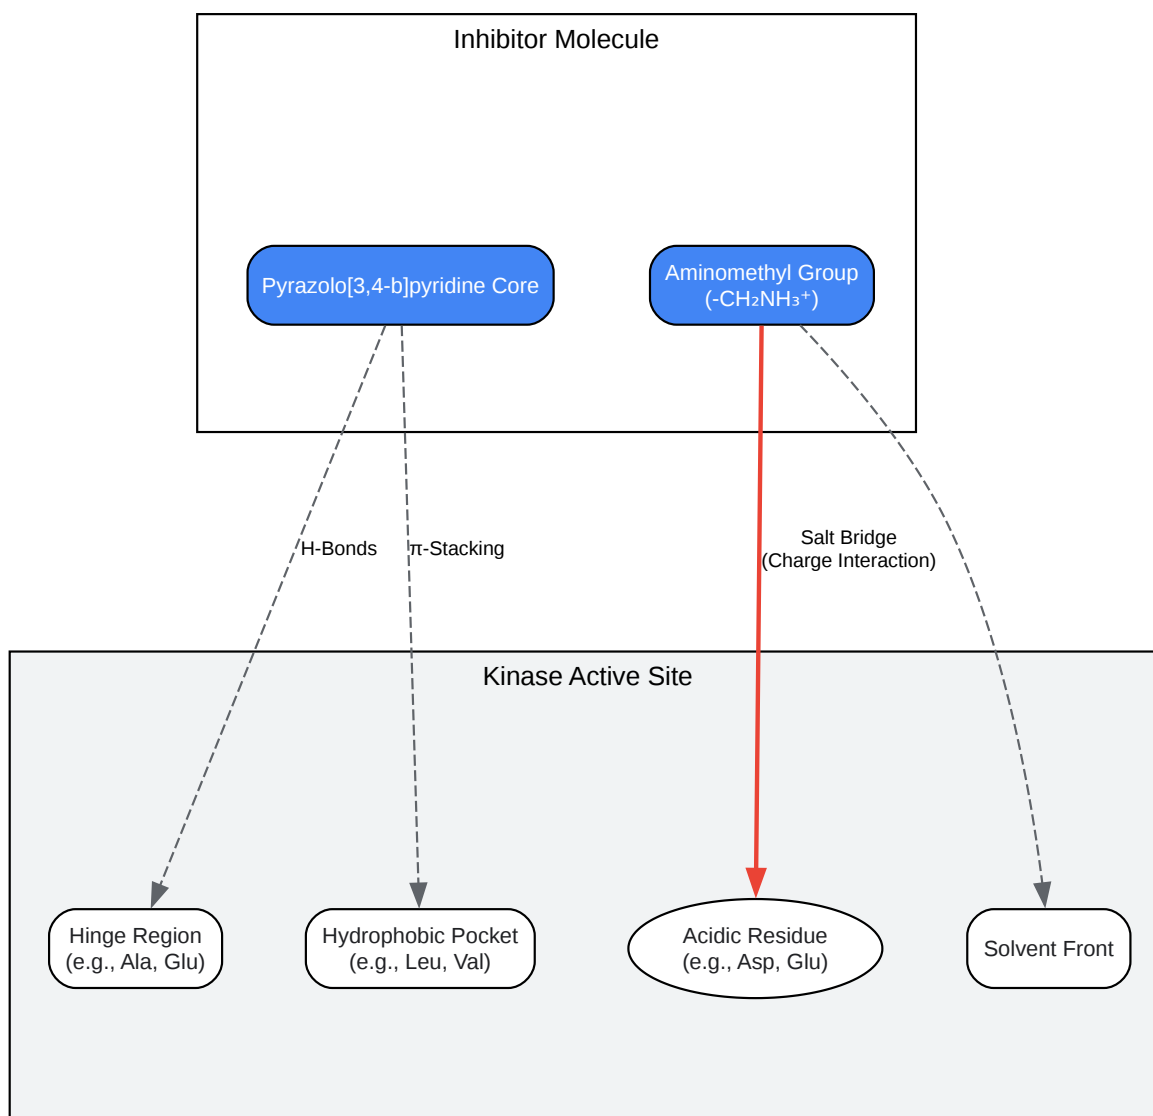 Inhibitor Molecule
Pyrazolo[3,4-b]pyridine Core
Aminomethyl Group
(-CH₂NH₃⁺)
H-Bonds
π-Stacking
Salt Bridge
(Charge Interaction)
Kinase Active Site
Hinge Region
(e.g., Ala, Glu)
Hydrophobic Pocket
(e.g., Leu, Val)
Acidic Residue
(e.g., Asp, Glu)
Solvent Front